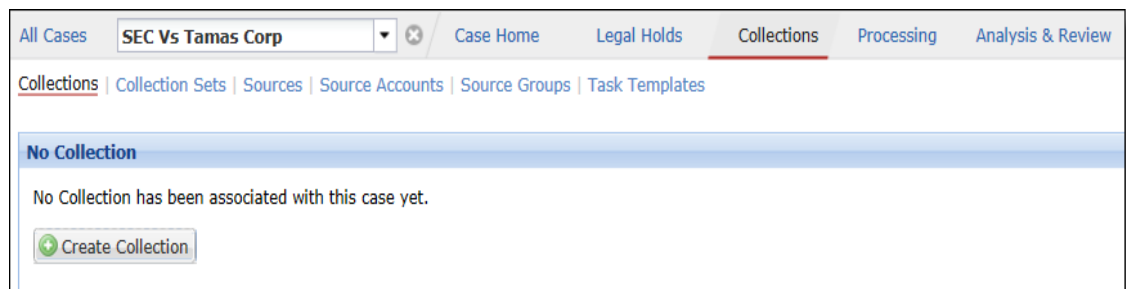 All Cases SEC Vs Tamas Corp Case Home Legal Holds Collections Processing Analysis & Review
Collections | Collection Sets | Sources | Source Accounts | Source Groups | Task Templates
No Collection
No Collection has been associated with this case yet.
Create Collection